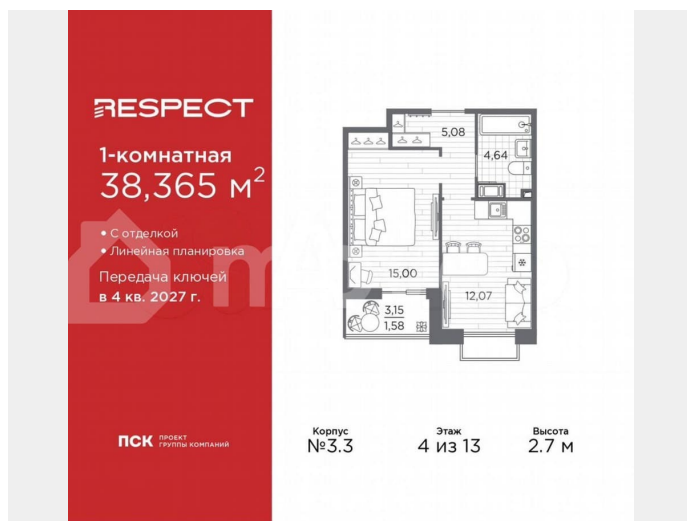 RESPECT
1-комнатная
38,365 м²
• С отделкой
• Линейная планировка
Передача ключей
в 4 кв. 2027 г.
ПСК ПРОЕКТ
ГРУППЫ КОМПАНИЙ
5,08
4,64
15,00
12,07
3,15
1,58
Корпус
№3.3
Этаж
4 из 13
Высота
2.7 м